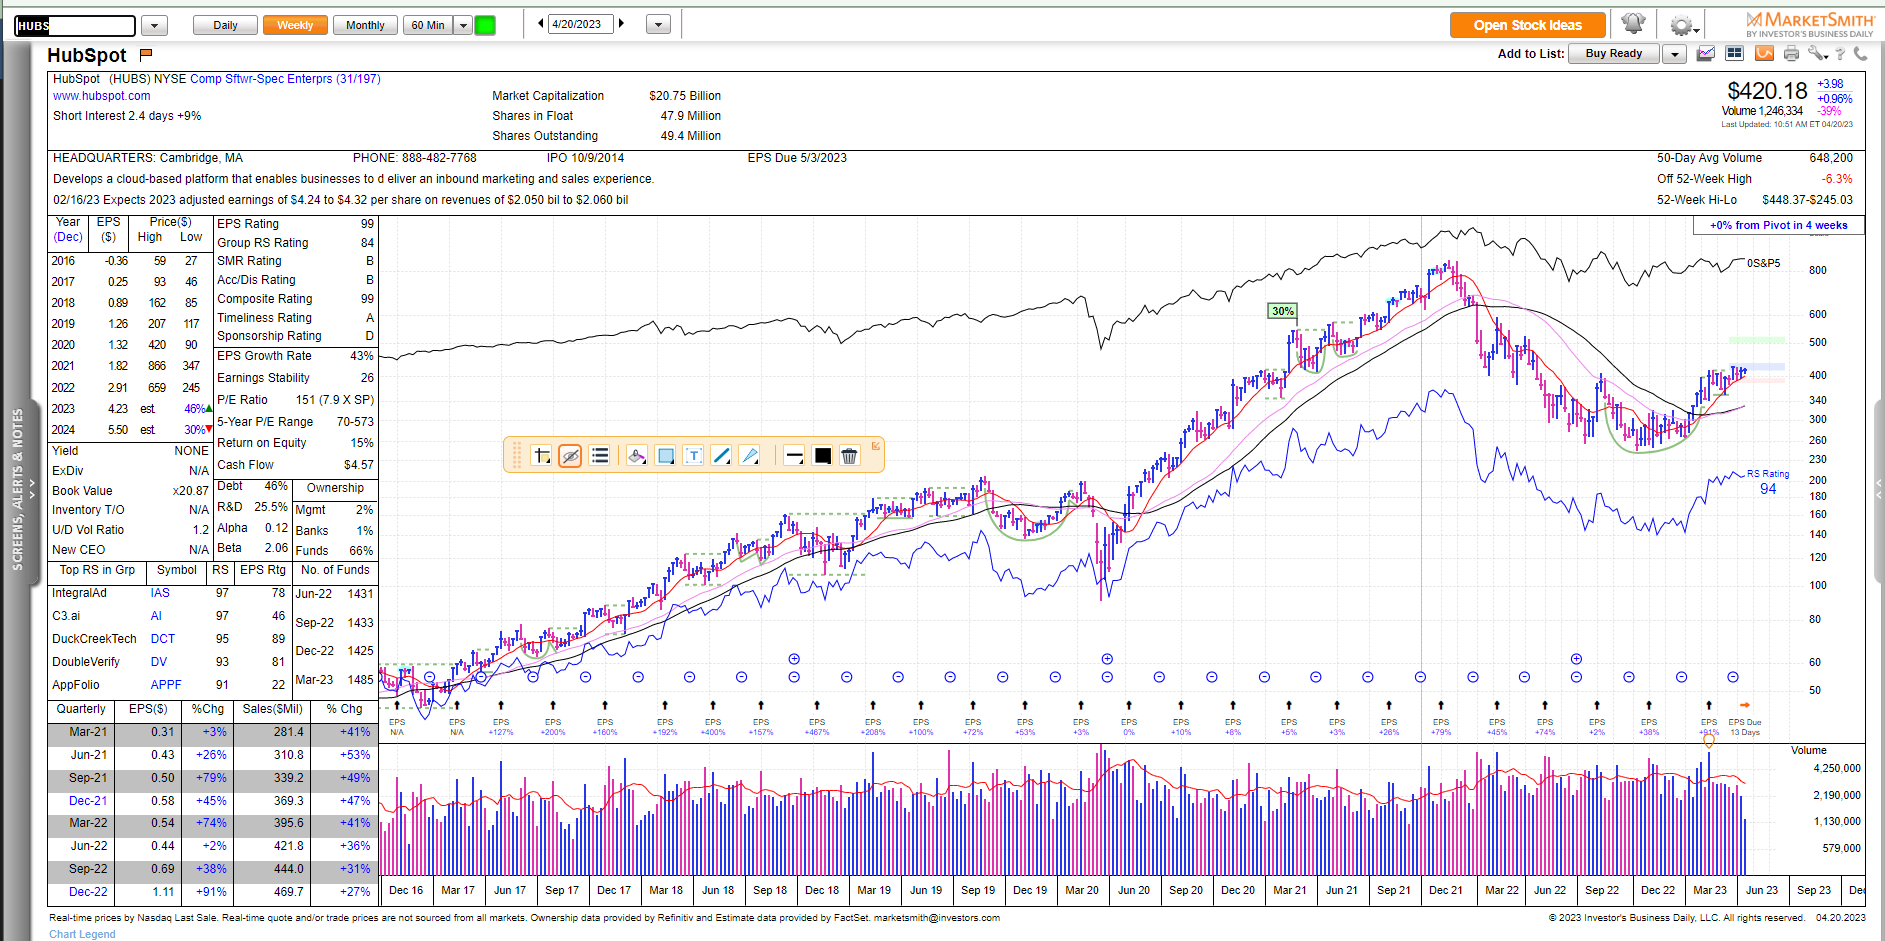 HUBS
Daily
Weekly
Monthly
60 Min
4/20/2023
Open Stock Ideas
MARKETSMITH
BY INVESTOR'S BUSINESS DAILY
HubSpot
Add to List:
Buy Ready
?
HubSpot (HUBS) NYSE Comp Sftwr-Spec Enterprs (31/197)
www.hubspot.com
Short Interest 2.4 days +9%
Market Capitalization $20.75 Billion
Shares in Float 47.9 Million
Shares Outstanding 49.4 Million
$420.18 +3.98
+0.96%
Volume 1,246,334 -39%
Last Updated: 10:51 AM ET 04/20/23
HEADQUARTERS: Cambridge, MA PHONE: 888-482-7768 IPO 10/9/2014 EPS Due 5/3/2023
Develops a cloud-based platform that enables businesses to d eliver an inbound marketing and sales experience.
02/16/23 Expects 2023 adjusted earnings of $4.24 to $4.32 per share on revenues of $2.050 bil to $2.060 bil
50-Day Avg Volume 648,200
Off 52-Week High -6.3%
52-Week Hi-Lo $448.37-$245.03
SCREENS, ALERTS & NOTES
Year EPS Price($)
(Dec) ($) High Low
2016 -0.36 59 27
2017 0.25 93 46
2018 0.89 162 85
2019 1.26 207 117
2020 1.32 420 90
2021 1.82 866 347
2022 2.91 659 245
2023 4.23 est. 46%
2024 5.50 est. 30%
Yield NONE
ExDiv N/A
Book Value x20.87
Inventory T/O N/A
U/D Vol Ratio 1.2
New CEO N/A
EPS Rating 99
Group RS Rating 84
SMR Rating B
Acc/Dis Rating B
Composite Rating 99
Timeliness Rating A
Sponsorship Rating D
EPS Growth Rate 43%
Earnings Stability 26
P/E Ratio 151 (7.9 X SP)
5-Year P/E Range 70-573
Return on Equity 15%
Cash Flow $4.57
Debt 46%
R&D 25.5%
Alpha 0.12
Beta 2.06
Ownership
Mgmt 2%
Banks 1%
Funds 66%
Top RS in Grp Symbol RS EPS Rtg
IntegralAd IAS 97 78
C3.ai AI 97 46
DuckCreekTech DCT 95 89
DoubleVerify DV 93 81
AppFolio APPF 91 22
No. of Funds
Jun-22 1431
Sep-22 1433
Dec-22 1425
Mar-23 1485
Quarterly EPS($) %Chg Sales($Mil) % Chg
Mar-21 0.31 +3% 281.4 +41%
Jun-21 0.43 +26% 310.8 +53%
Sep-21 0.50 +79% 339.2 +49%
Dec-21 0.58 +45% 369.3 +47%
Mar-22 0.54 +74% 395.6 +41%
Jun-22 0.44 +2% 421.8 +36%
Sep-22 0.69 +38% 444.0 +31%
Dec-22 1.11 +91% 469.7 +27%
+0% from Pivot in 4 weeks
0S&P5
30%
T
RS Rating
94
800
600
500
400
340
300
260
230
200
180
160
140
120
100
80
60
50
EPS EPS EPS EPS EPS EPS EPS EPS EPS EPS EPS EPS EPS EPS EPS EPS EPS EPS EPS EPS EPS EPS EPS EPS EPS EPS EPS Due
N/A N/A +127% +200% +160% +192% +400% +157% +467% +208% +100% +72% +53% +3% 0% +10% +6% +5% +3% +26% +79% +45% +74% +2% +38% +91% 13 Days
Volume
4,250,000
2,190,000
1,130,000
579,000
Dec 16 Mar 17 Jun 17 Sep 17 Dec 17 Mar 18 Jun 18 Sep 18 Dec 18 Mar 19 Jun 19 Sep 19 Dec 19 Mar 20 Jun 20 Sep 20 Dec 20 Mar 21 Jun 21 Sep 21 Dec 21 Mar 22 Jun 22 Sep 22 Dec 22 Mar 23 Jun 23 Sep 23 Dec
Real-time prices by Nasdaq Last Sale. Real-time quote and/or trade prices are not sourced from all markets. Ownership data provided by Refinitiv and Estimate data provided by FactSet. marketsmith@investors.com
© 2023 Investor's Business Daily, LLC. All rights reserved. 04.20.2023
Chart Legend